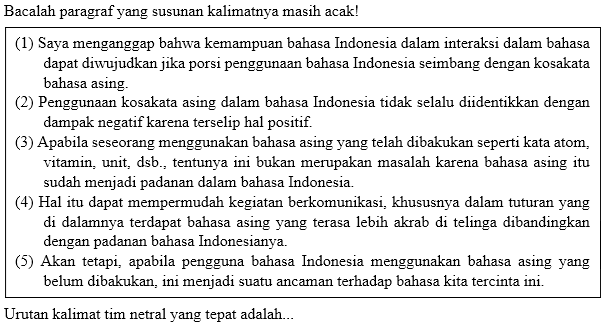 Bacalah paragraf yang susunan kalimatnya masih acak!
(1) Saya menganggap bahwa kemampuan bahasa Indonesia dalam interaksi dalam bahasa
dapat diwujudkan jika porsi penggunaan bahasa Indonesia seimbang dengan kosakata
bahasa asing.
(2) Penggunaan kosakata asing dalam bahasa Indonesia tidak selalu diidentikkan dengan
dampak negatif karena terselip hal positif.
(3) Apabila seseorang menggunakan bahasa asing yang telah dibakukan seperti kata atom,
vitamin, unit, dsb., tentunya ini bukan merupakan masalah karena bahasa asing itu
sudah menjadi padanan dalam bahasa Indonesia.
(4) Hal itu dapat mempermudah kegiatan berkomunikasi, khususnya dalam tuturan yang
di dalamnya terdapat bahasa asing yang terasa lebih akrab di telinga dibandingkan
dengan padanan bahasa Indonesianya.
(5) Akan tetapi, apabila pengguna bahasa Indonesia menggunakan bahasa asing yang
belum dibakukan, ini menjadi suatu ancaman terhadap bahasa kita tercinta ini.
Urutan kalimat tim netral yang tepat adalah...